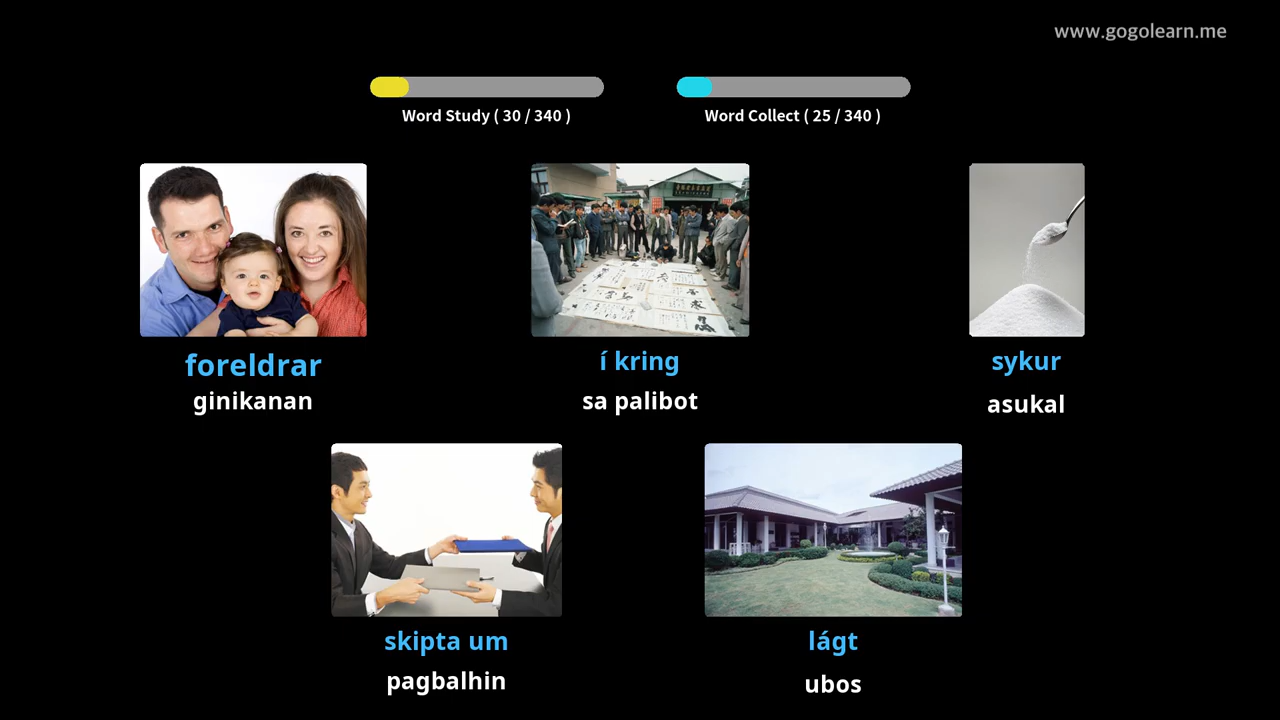 www.gogolearn.me
Word Study ( 30 / 340 )
Word Collect ( 25 / 340 )
foreldrar
ginikanan
í kring
sa palibot
sykur
asukal
skipta um
pagbalhin
lágt
ubos